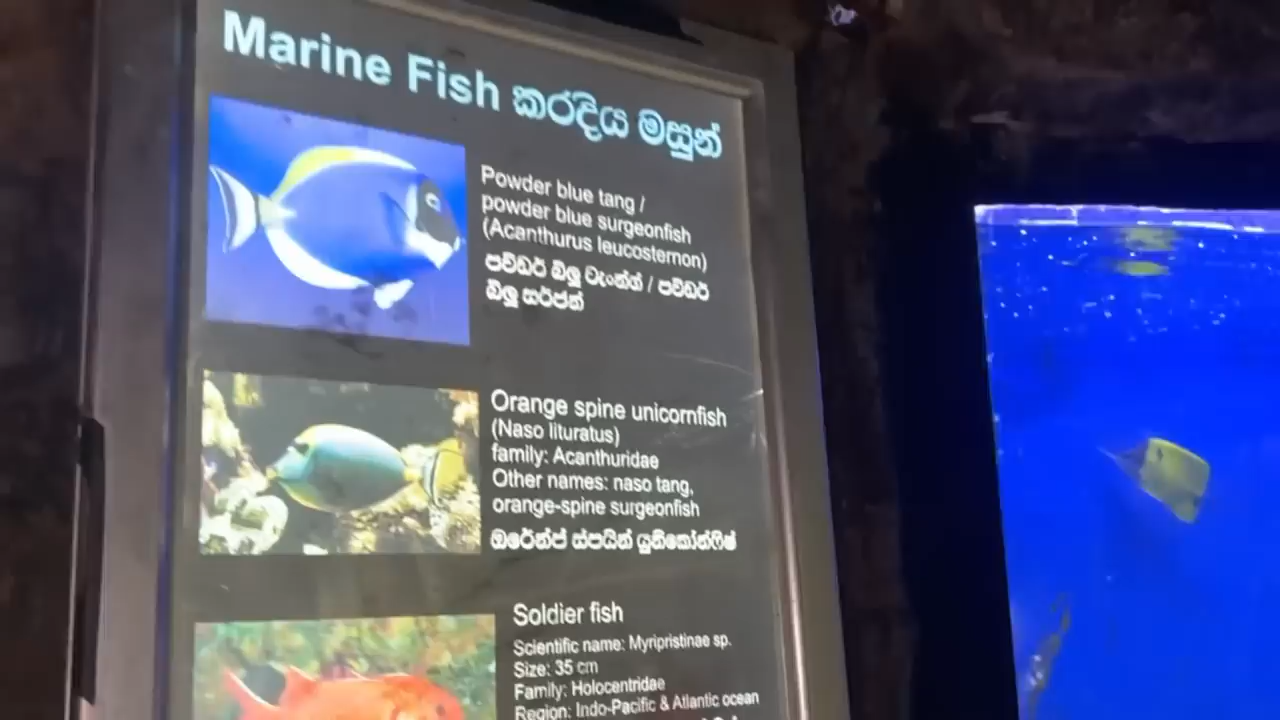 Marine Fish කරදිය මසුන්
Powder blue tang /
powder blue surgeonfish
(Acanthurus leucosternon)
පව්ඩර් බ්ලූ ටෑංග් / පව්ඩර්
බ්ලූ සර්ජන්
Orange spine unicornfish
(Naso lituratus)
family: Acanthuridae
Other names: naso tang,
orange-spine surgeonfish
ඔරේන්ජ් ස්පයින් යුනිකෝන්ෆිෂ්
Soldier fish
Scientific name: Myripristinae sp.
Size: 35 cm
Family: Holocentridae
Region: Indo-Pacific & Atlantic ocean